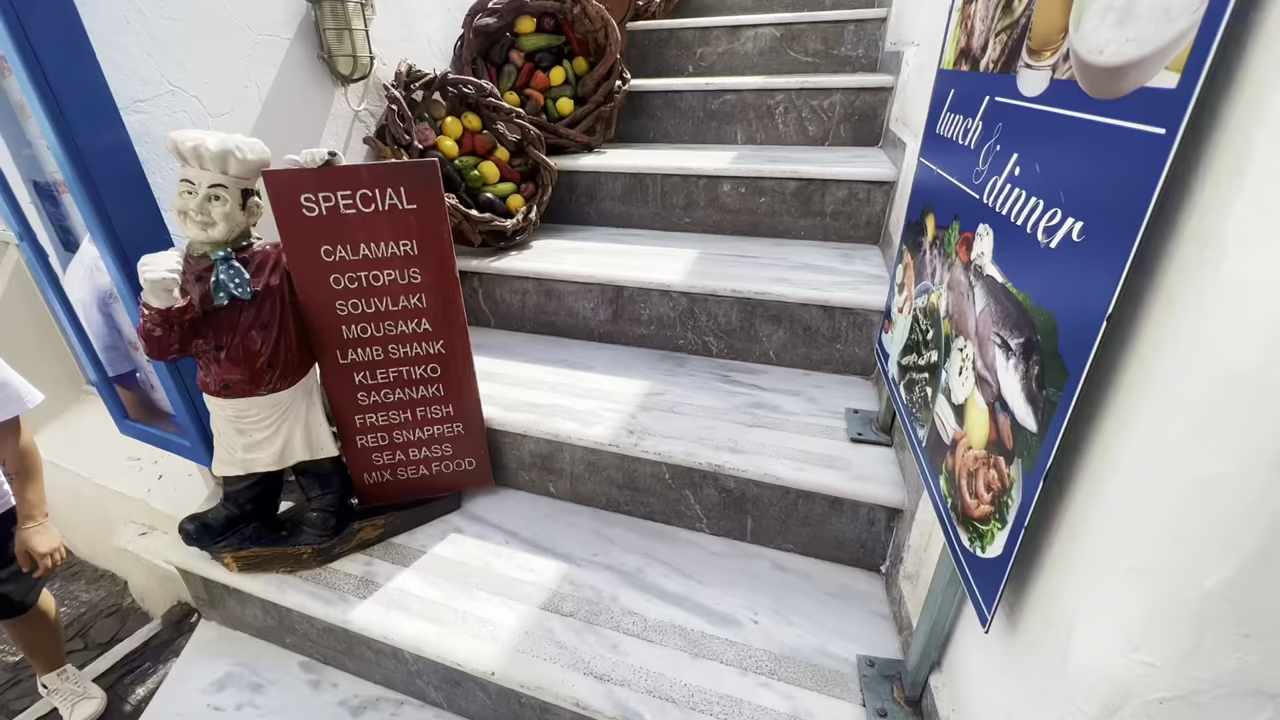 SPECIAL
CALAMARI
OCTOPUS
SOUVLAKI
MOUSAKA
LAMB SHANK
KLEFTIKO
SAGANAKI
FRESH FISH
RED SNAPPER
SEA BASS
MIX SEA FOOD
lunch
&
dinner